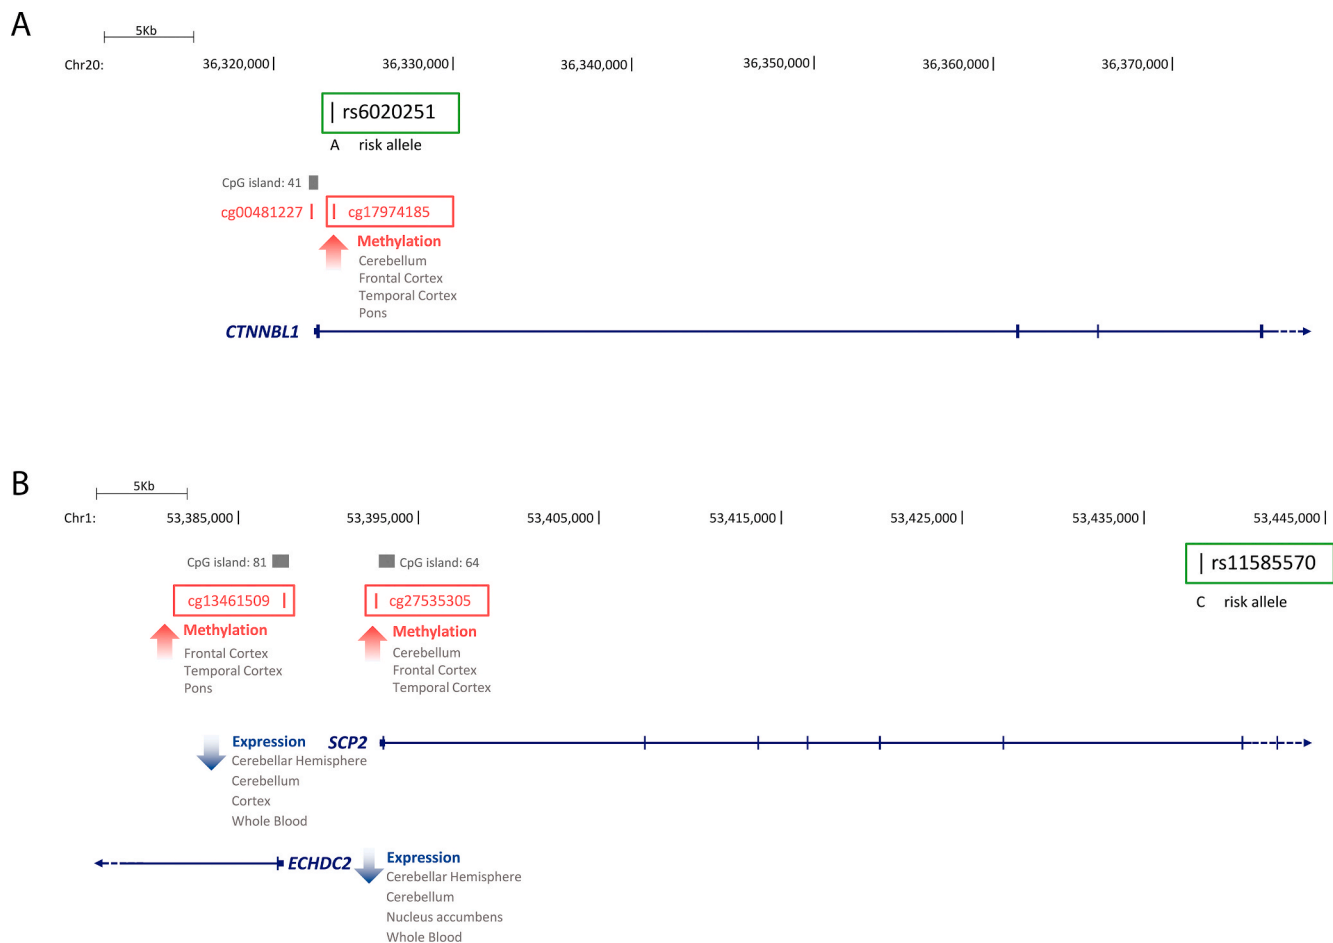 A
5Kb
Chr20: 36,320,000 36,330,000 36,340,000 36,350,000 36,360,000 36,370,000
rs6020251
A risk allele
CpG island: 41
cg00481227 cg17974185
Methylation
Cerebellum
Frontal Cortex
Temporal Cortex
Pons
CTNNBL1
B
5Kb
Chr1: 53,385,000 53,395,000 53,405,000 53,415,000 53,425,000 53,435,000 53,445,000
rs11585570
C risk allele
CpG island: 81
cg13461509
Methylation
Frontal Cortex
Temporal Cortex
Pons
CpG island: 64
cg27535305
Methylation
Cerebellum
Frontal Cortex
Temporal Cortex
Expression
Cerebellar Hemisphere
Cerebellum
Cortex
Whole Blood
SCP2
ECHDC2
Expression
Cerebellar Hemisphere
Cerebellum
Nucleus accumbens
Whole Blood